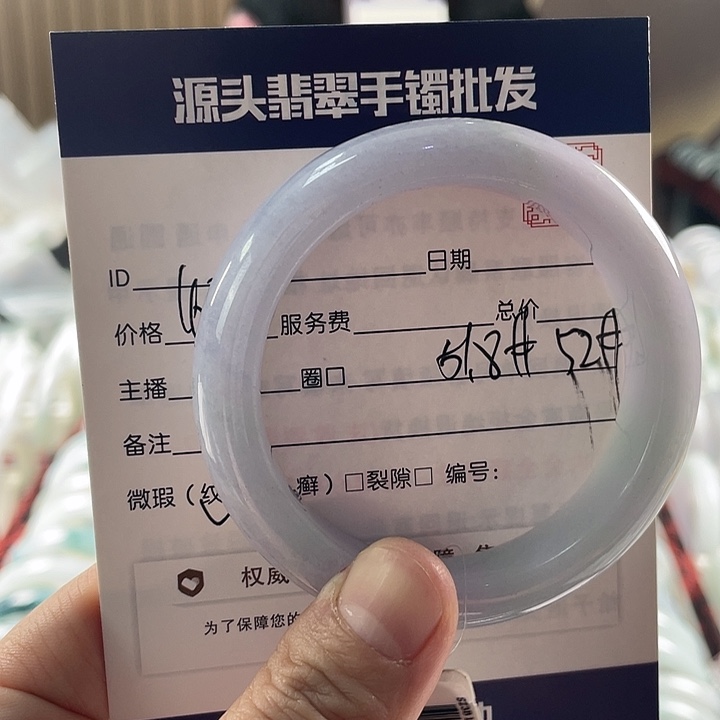 源头翡翠手镯批发
ID 日期
价格 服务费 总价
主播 圈口 51.8# 52#
备注
微瑕（纹 癣）□裂隙□ 编号：
权威
为了保障您的